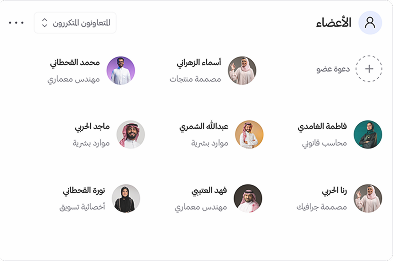 الأعضاء
المتعاونون المتكررون
دعوة عضو
أسماء الزهراني
مصممة منتجات
محمد القحطاني
مهندس معماري
فاطمة الغامدي
محاسب قانوني
عبدالله الشمري
موارد بشرية
ماجد الحربي
موارد بشرية
رنا الحربي
مصممة جرافيك
فهد العتيبي
مهندس معماري
نورة القحطاني
أخصائية تسويق